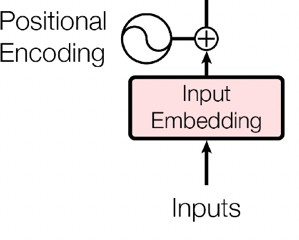 Positional
Encoding
Input
Embedding
Inputs